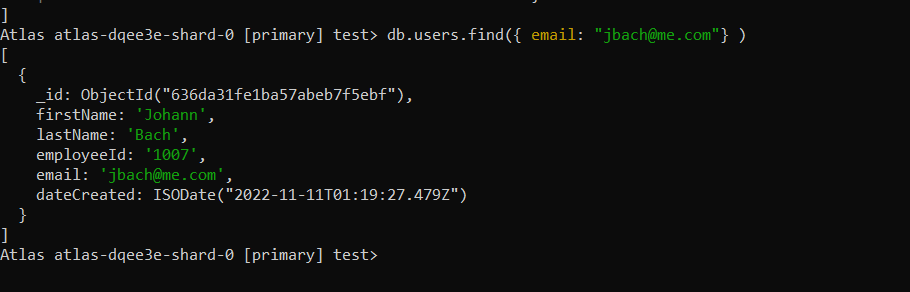 ]
Atlas atlas-dqee3e-shard-0 [primary] test> db.users.find({ email: "jbach@me.com"} )
[
  {
    _id: ObjectId("636da31fe1ba57abeb7f5ebf"),
    firstName: 'Johann',
    lastName: 'Bach',
    employeeId: '1007',
    email: 'jbach@me.com',
    dateCreated: ISODate("2022-11-11T01:19:27.479Z")
  }
]
Atlas atlas-dqee3e-shard-0 [primary] test>